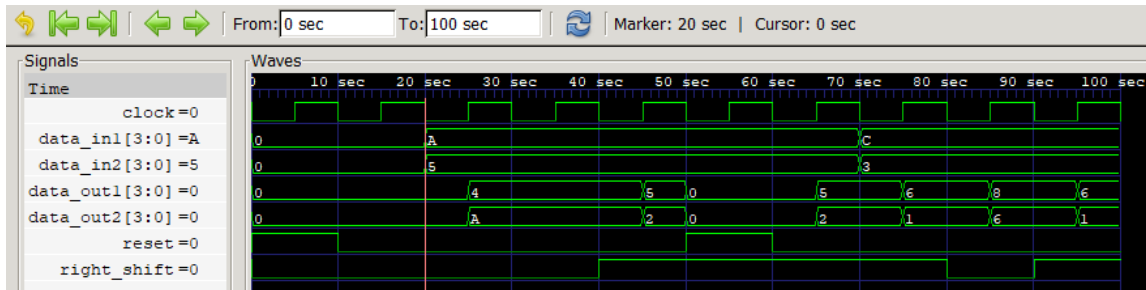 From: 0 sec To: 100 sec Marker: 20 sec | Cursor: 0 sec
Signals Waves
Time 0 10 sec 20 sec 30 sec 40 sec 50 sec 60 sec 70 sec 80 sec 90 sec 100 sec
clock=0
data_in1[3:0]=A 0 A C
data_in2[3:0]=5 0 5 3
data_out1[3:0]=0 0 4 5 0 5 6 8 6
data_out2[3:0]=0 0 A 2 0 2 1 6 1
reset=0
right_shift=0